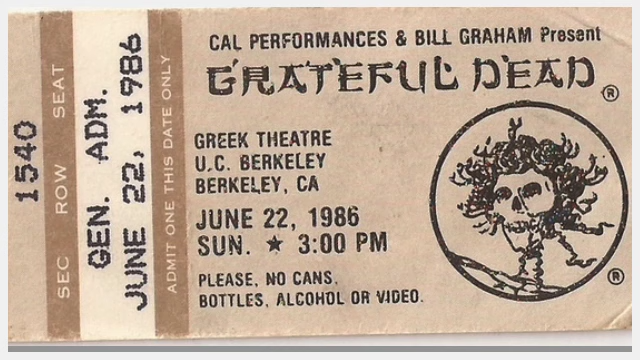 1540
SEC ROW SEAT
GEN. ADM.
JUNE 22, 1986
ADMIT ONE THIS DATE ONLY
CAL PERFORMANCES & BILL GRAHAM Present
GRATEFUL DEAD ®
GREEK THEATRE
U.C. BERKELEY
BERKELEY, CA
JUNE 22, 1986
SUN. ★ 3:00 PM
PLEASE, NO CANS,
BOTTLES, ALCOHOL OR VIDEO.
®